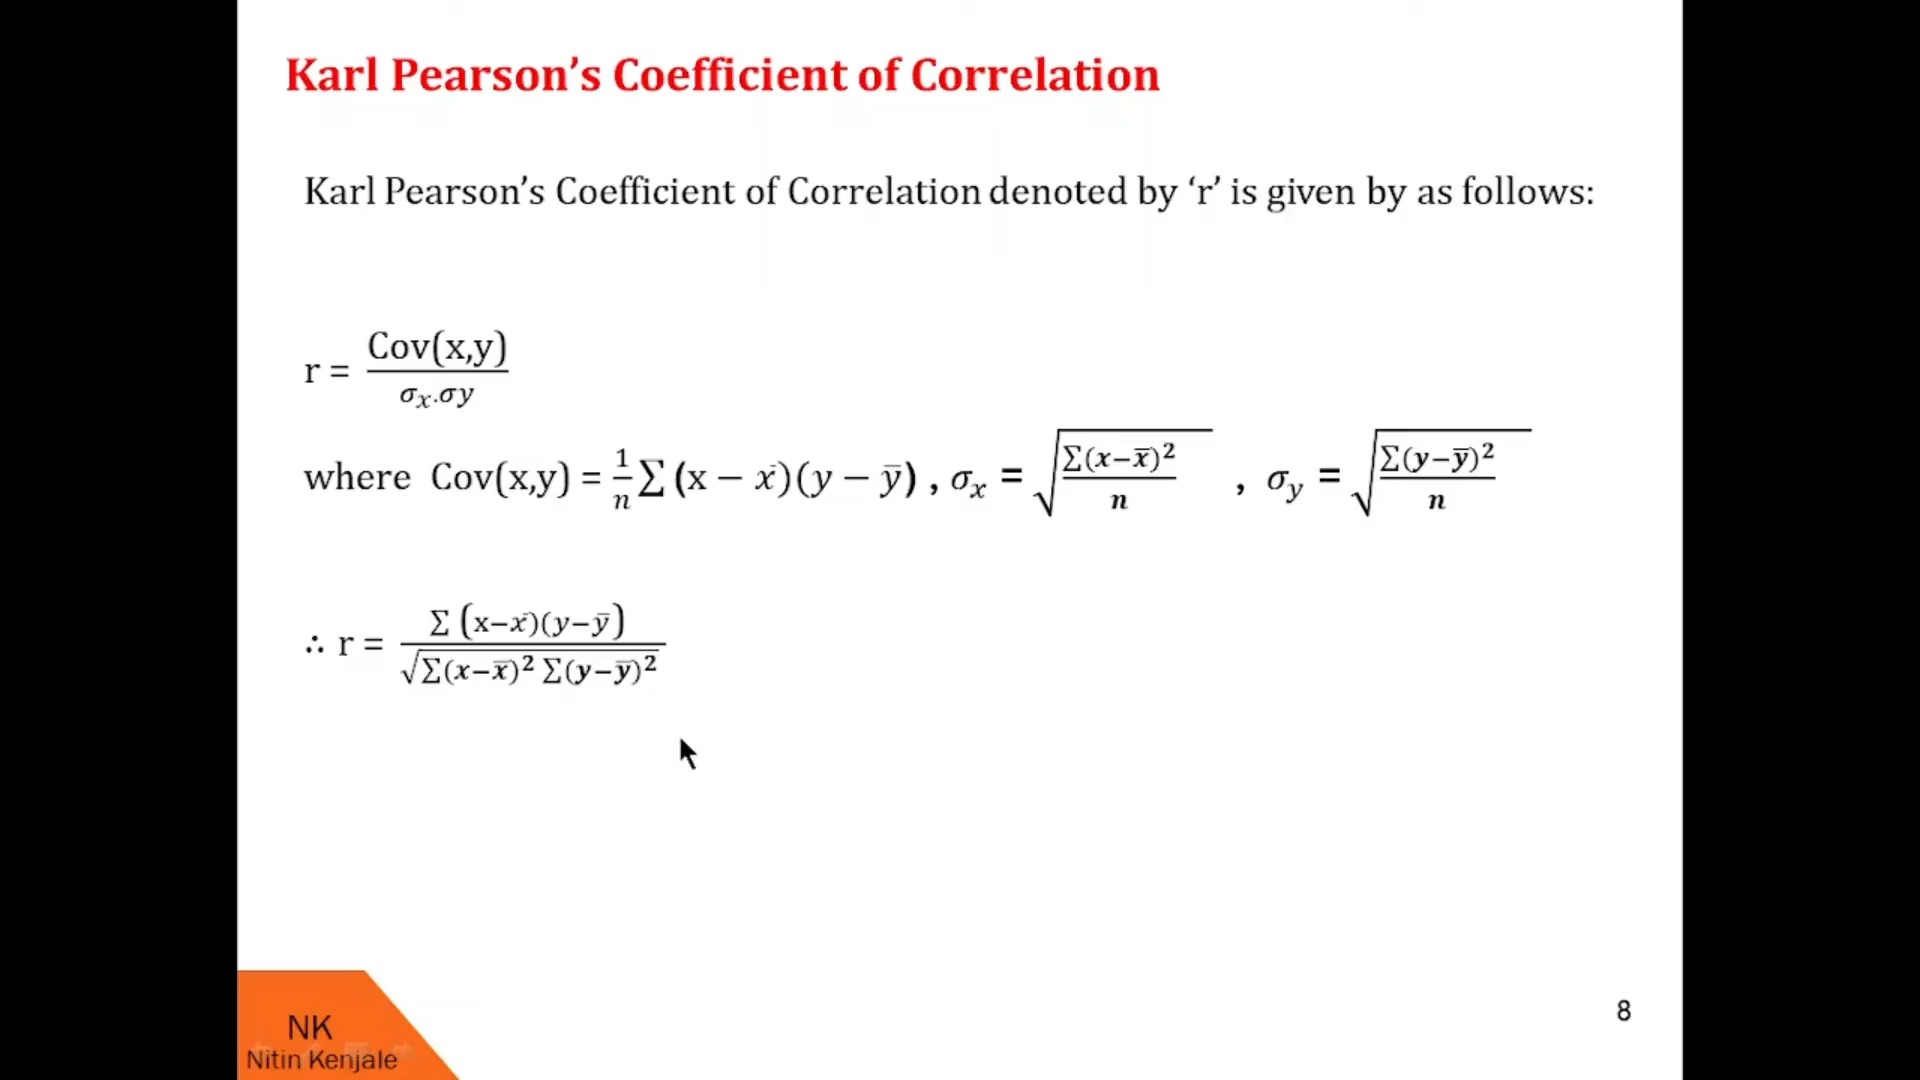 Karl Pearson’s Coefficient of Correlation
Karl Pearson’s Coefficient of Correlation denoted by ‘r’ is given by as follows:
r = Cov(x,y) / σₓ.σy
where Cov(x,y) = 1/n ∑ (x − x̄)(y − ȳ) , σₓ = √(∑(x−x̄)²/n) , σ_y = √(∑(y−ȳ)²/n)
∴ r = ∑ (x−x̄)(y−ȳ) / √∑(x−x̄)² ∑(y−ȳ)²
NK
Nitin Kenjale
8